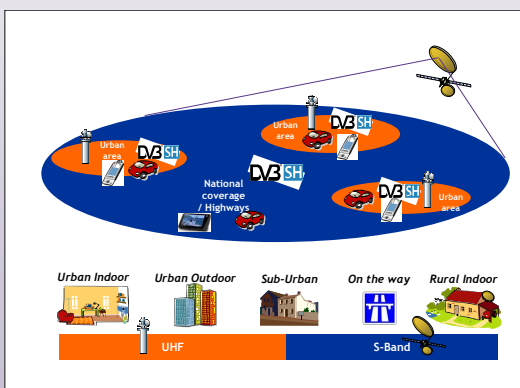 Urban
area
DVB SH
Urban
area
DVB SH
DVB SH
National
coverage
/ Highways
DVB SH
Urban
area
Urban Indoor
Urban Outdoor
Sub-Urban
On the way
Rural Indoor
UHF
S-Band